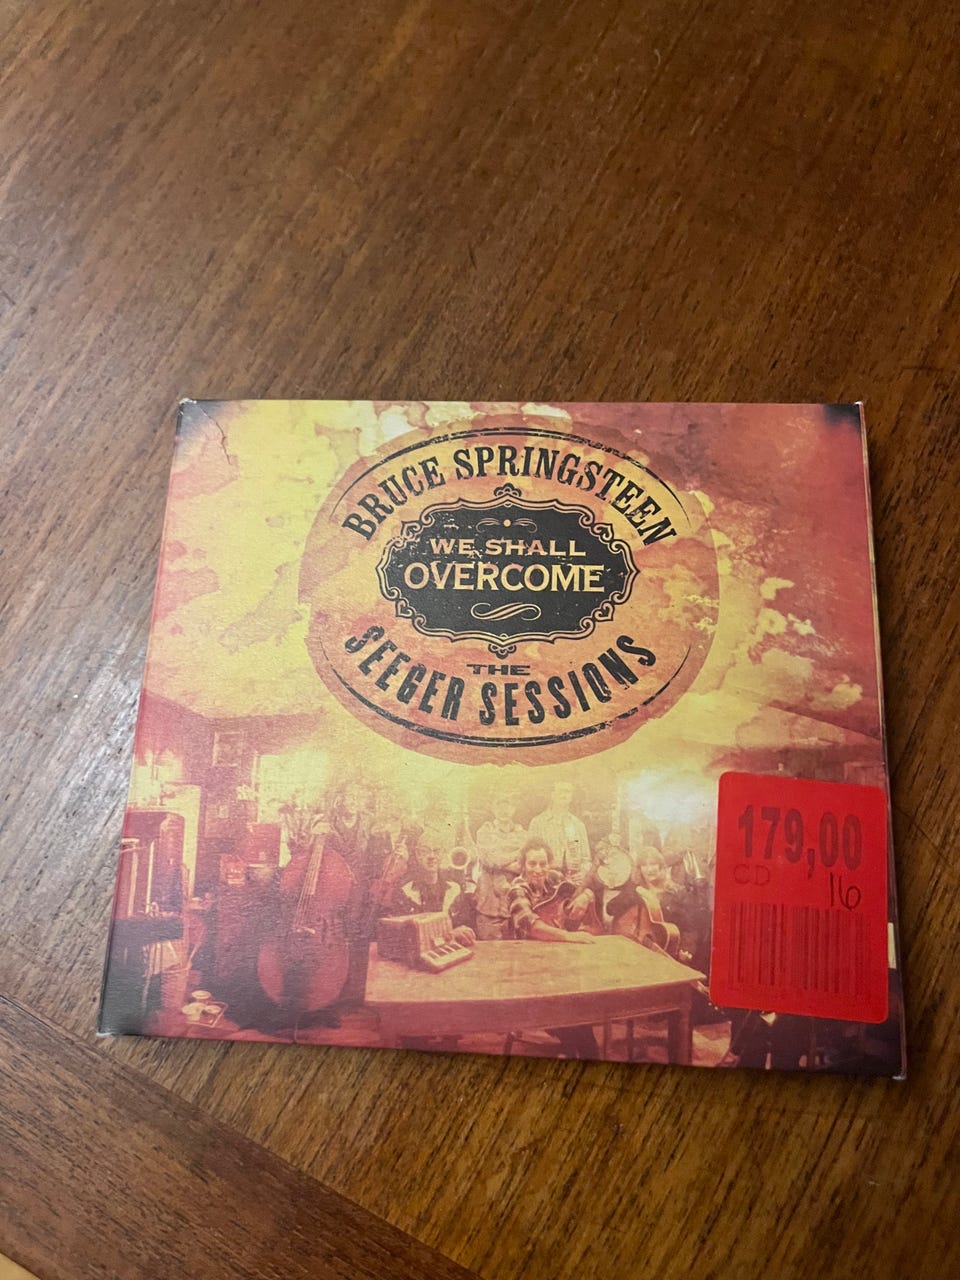 BRUCE SPRINGSTEEN
WE SHALL
OVERCOME
THE
SEEGER SESSIONS
179,00
CD
16